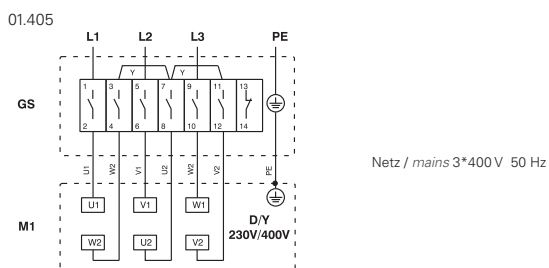 01.405
L1 L2 L3 PE
Y Y
1 3 5 7 9 11 13
GS
2 4 6 8 10 12 14
Netz / mains 3*400 V 50 Hz
U1 W2 V1 U2 W2 V2 PE
U1 V1 W1
D/Y
M1
230V/400V
W2 U2 V2